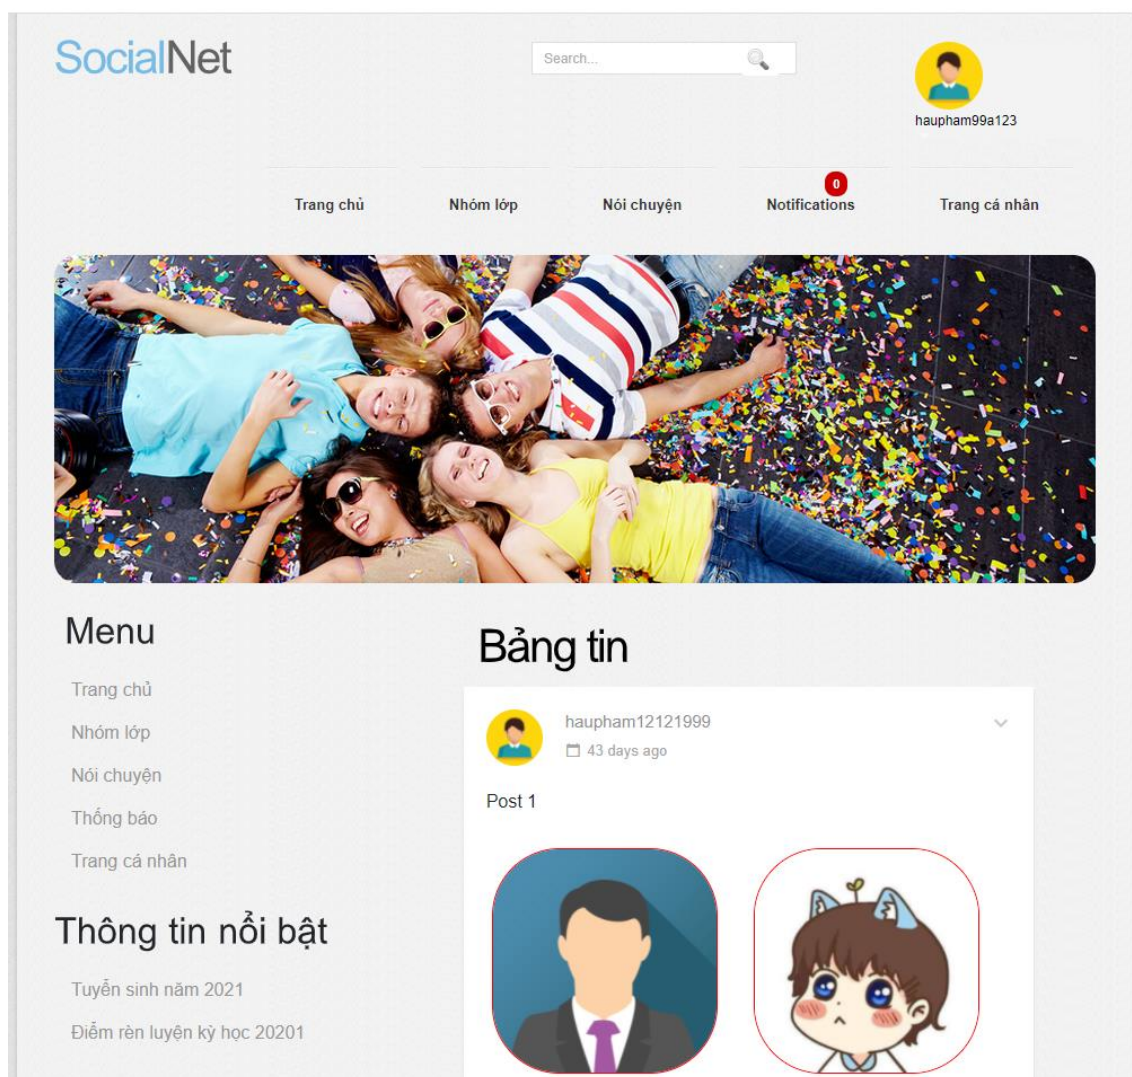 SocialNet
Search...
haupham99a123
0
Trang chủ Nhóm lớp Nói chuyện Notifications Trang cá nhân
Menu
Trang chủ
Nhóm lớp
Nói chuyện
Thống báo
Trang cá nhân
Thông tin nổi bật
Tuyển sinh năm 2021
Điểm rèn luyện kỳ học 20201
Bảng tin
haupham12121999
43 days ago
Post 1